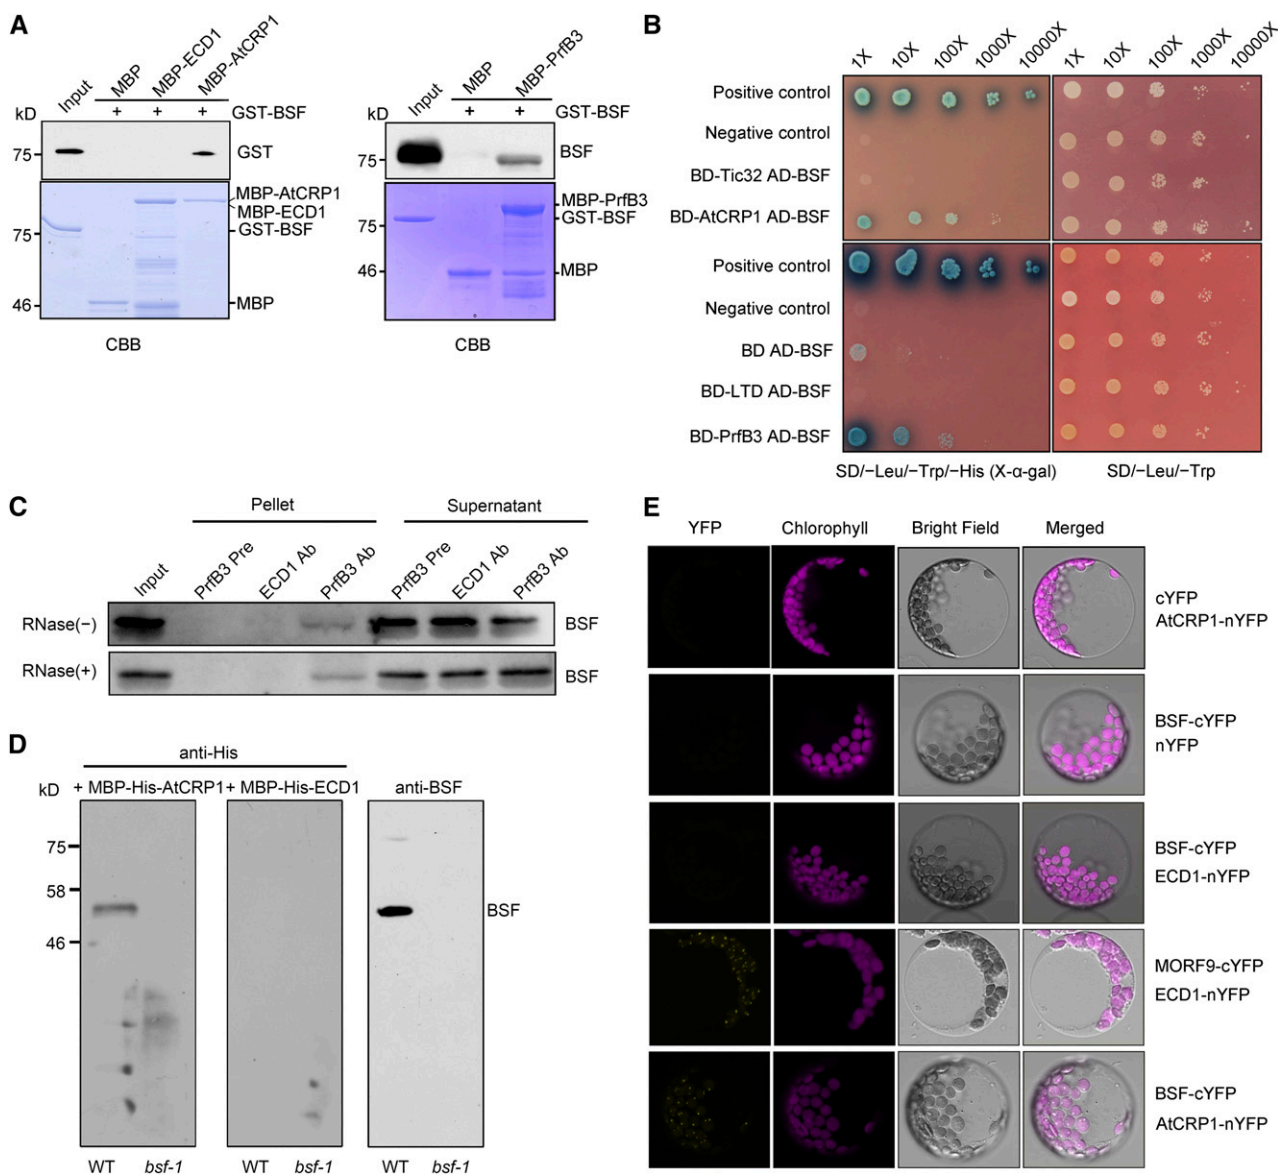 A
Input
MBP
MBP-ECD1
MBP-AtCRP1
+ + + GST-BSF
kD
75
GST
MBP-AtCRP1
MBP-ECD1
GST-BSF
75
46
MBP
CBB
Input
MBP
MBP-PrfB3
+ + GST-BSF
kD
75
BSF
MBP-PrfB3
GST-BSF
75
46
MBP
CBB
B
1X 10X 100X 1000X 10000X 1X 10X 100X 1000X 10000X
Positive control
Negative control
BD-Tic32 AD-BSF
BD-AtCRP1 AD-BSF
Positive control
Negative control
BD AD-BSF
BD-LTD AD-BSF
BD-PrfB3 AD-BSF
SD/−Leu/−Trp/−His (X-α-gal) SD/−Leu/−Trp
C
Pellet Supernatant
Input PrfB3 Pre ECD1 Ab PrfB3 Ab PrfB3 Pre ECD1 Ab PrfB3 Ab
RNase(−) BSF
RNase(+) BSF
D
anti-His
kD + MBP-His-AtCRP1 + MBP-His-ECD1 anti-BSF
75
58
BSF
46
WT bsf-1 WT bsf-1 WT bsf-1
E
YFP Chlorophyll Bright Field Merged
cYFP
AtCRP1-nYFP
BSF-cYFP
nYFP
BSF-cYFP
ECD1-nYFP
MORF9-cYFP
ECD1-nYFP
BSF-cYFP
AtCRP1-nYFP